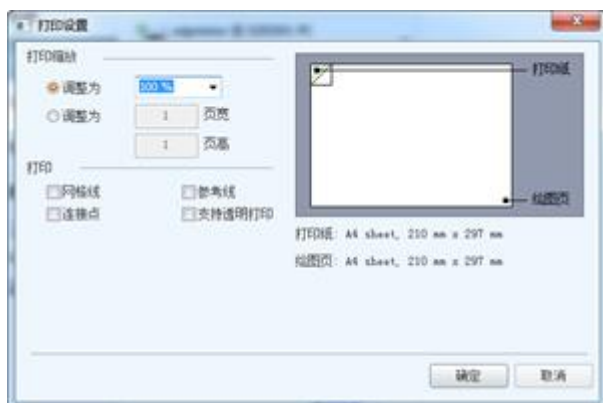 打印设置
打印缩放
调整为 100 %
调整为 1 页宽
1 页高
打印
网格线 参考线
连接点 支持透明打印
打印纸
绘图页
打印纸: A4 sheet, 210 mm x 297 mm
绘图页: A4 sheet, 210 mm x 297 mm
确定 取消